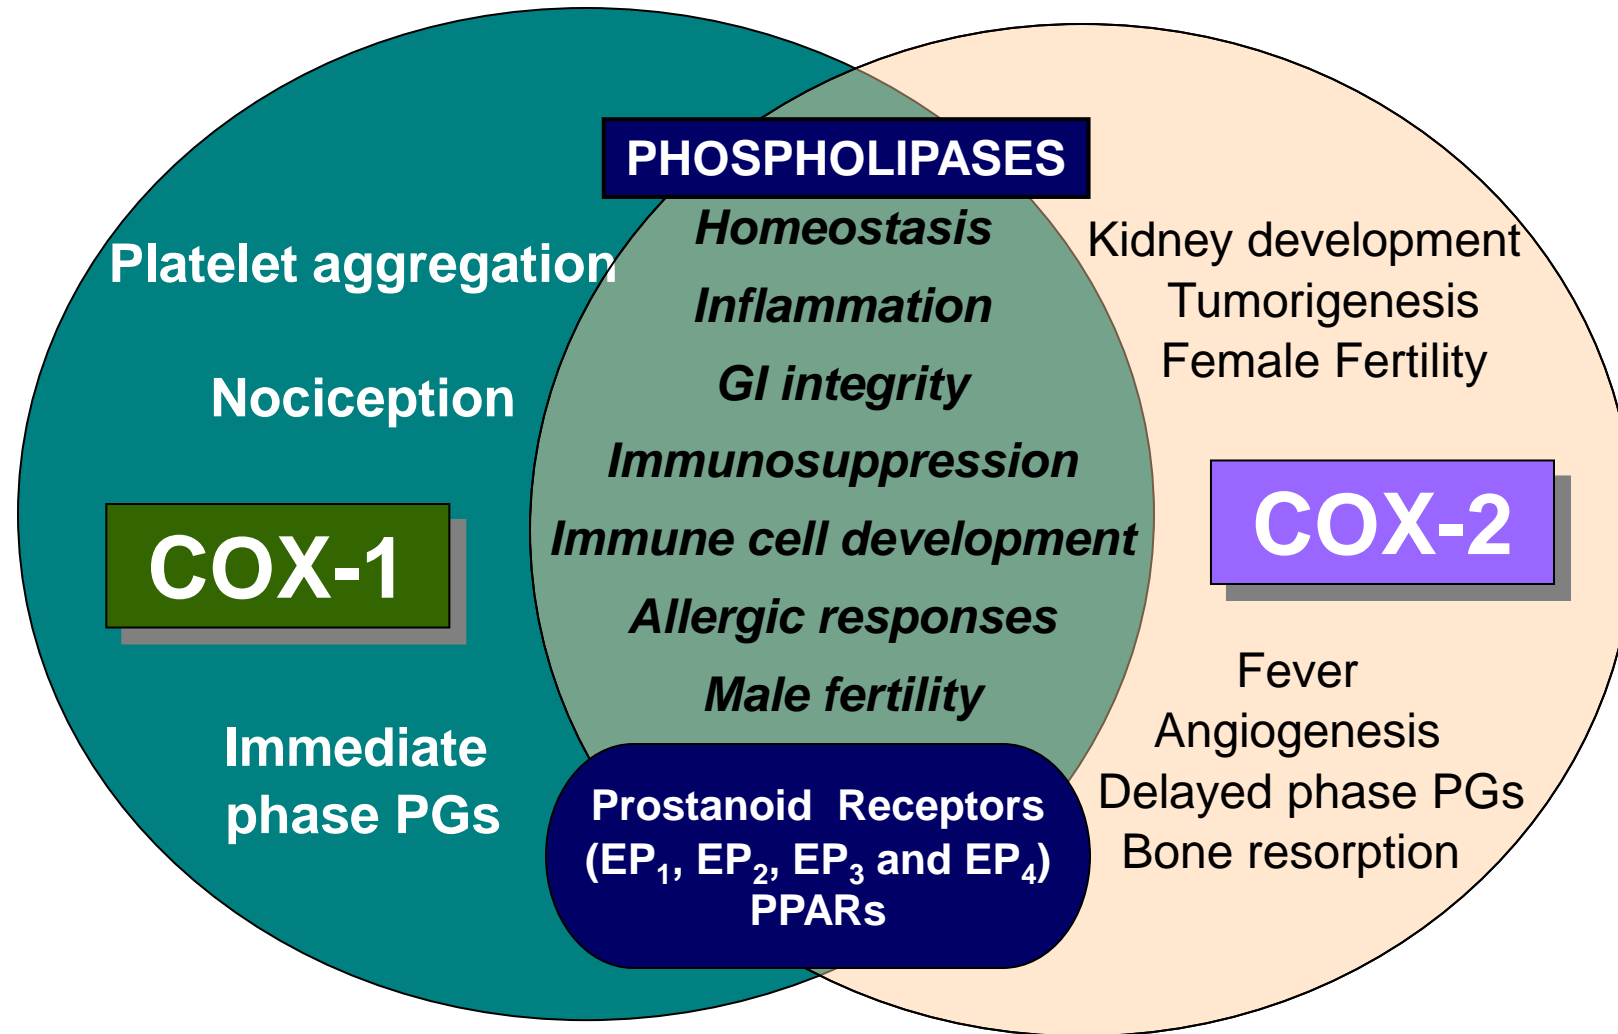 PHOSPHOLIPASES
Platelet aggregation
Nociception
COX-1
Immediate
phase PGs
Homeostasis
Inflammation
GI integrity
Immunosuppression
Immune cell development
Allergic responses
Male fertility
Prostanoid Receptors
(EP₁, EP₂, EP₃ and EP₄)
PPARs
Kidney development
Tumorigenesis
Female Fertility
COX-2
Fever
Angiogenesis
Delayed phase PGs
Bone resorption